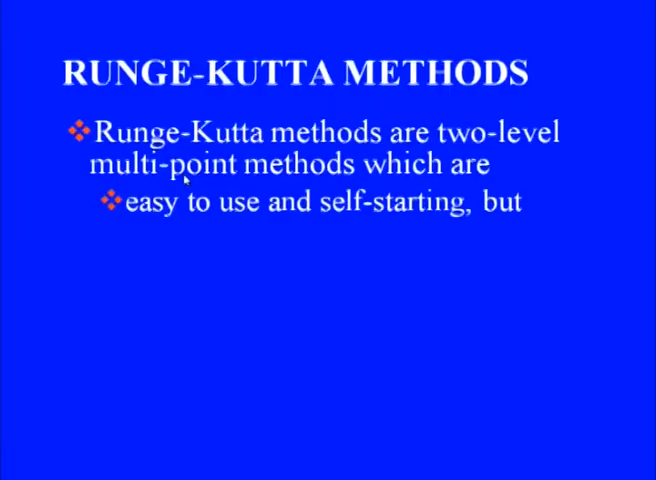 RUNGE-KUTTA METHODS
Runge-Kutta methods are two-level
multi-point methods which are
easy to use and self-starting, but